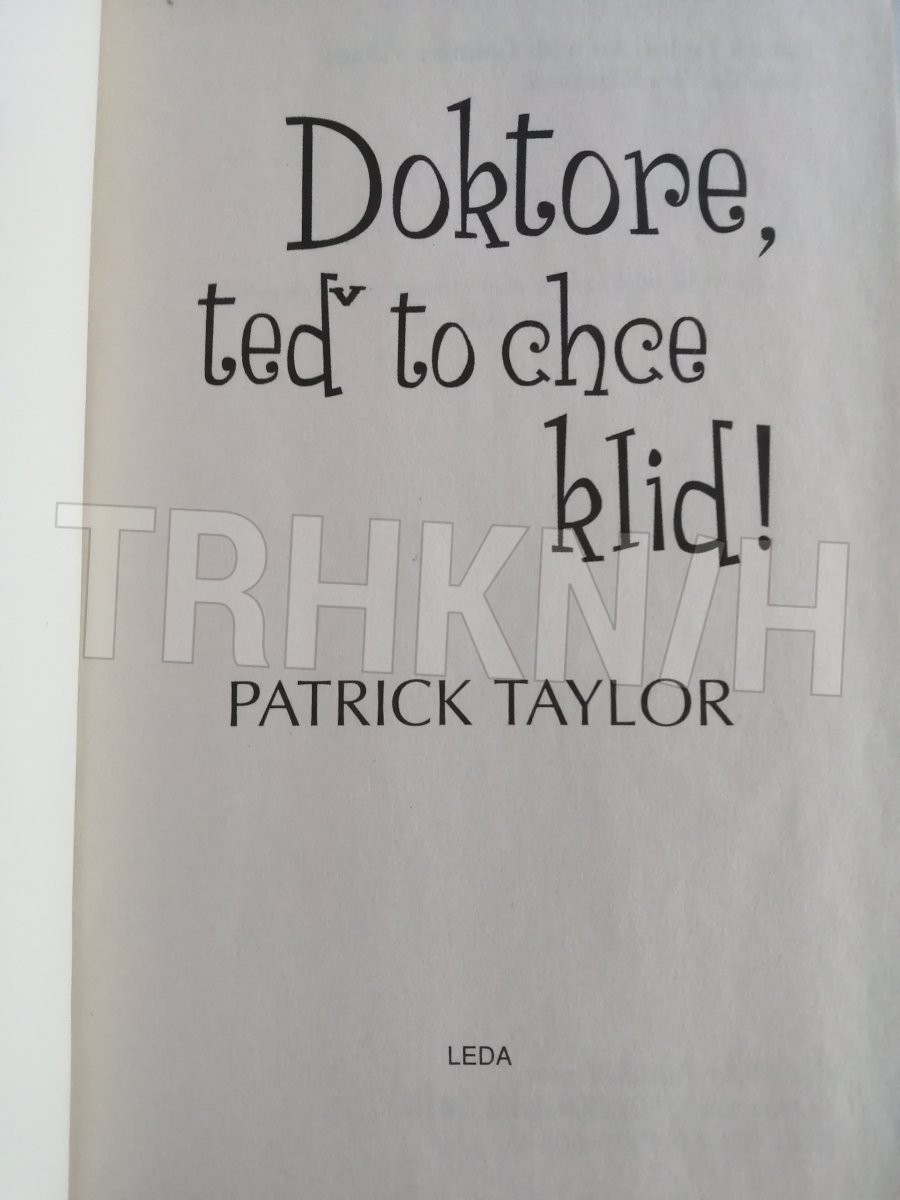 Doktore,
teď to chce
klid!
TRHKNIH
PATRICK TAYLOR
LEDA